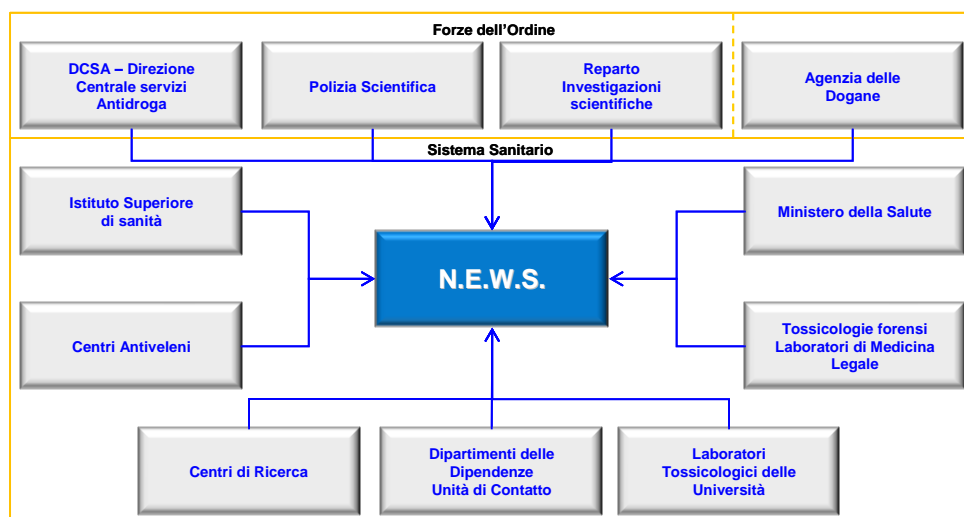 Forze dell'Ordine
DCSA – Direzione
Centrale servizi
Antidroga
Polizia Scientifica
Reparto
Investigazioni
scientifiche
Agenzia delle
Dogane
Sistema Sanitario
Istituto Superiore
di sanità
Ministero della Salute
N.E.W.S.
Centri Antiveleni
Tossicologie forensi
Laboratori di Medicina
Legale
Centri di Ricerca
Dipartimenti delle
Dipendenze
Unità di Contatto
Laboratori
Tossicologici delle
Università